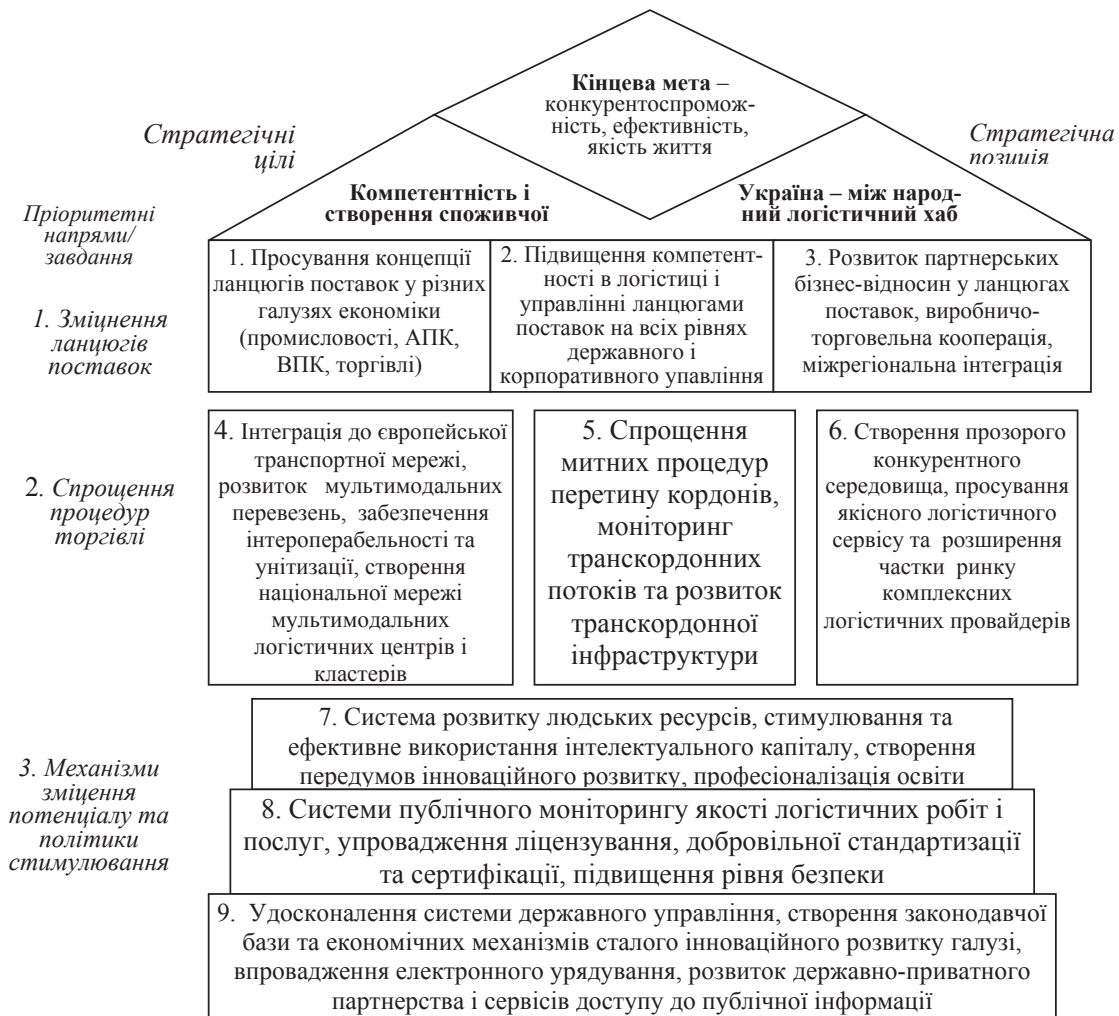 Кінцева мета –
конкурентоспромож-
ність, ефективність,
якість життя
Стратегічні
цілі
Стратегічна
позиція
Компетентність і
створення споживчої
Україна – між народ-
ний логістичний хаб
Пріоритетні
напрями/
завдання
1. Зміцнення
ланцюгів
поставок
1. Просування концепції
ланцюгів поставок у різних
галузях економіки
(промисловості, АПК,
ВПК, торгівлі)
2. Підвищення компетент-
ності в логістиці і
управлінні ланцюгами
поставок на всіх рівнях
державного і
корпоративного упавління
3. Розвиток партнерських
бізнес-відносин у ланцюгах
поставок, виробничо-
торговельна кооперація,
міжрегіональна інтеграція
2. Спрощення
процедур
торгівлі
4. Інтеграція до європейської
транспортної мережі,
розвиток мультимодальних
перевезень, забезпечення
інтероперабельності та
унітизації, створення
національної мережі
мультимодальних
логістичних центрів і
кластерів
5. Спрощення
митних процедур
перетину кордонів,
моніторинг
транскордонних
потоків та розвиток
транскордонної
інфраструктури
6. Створення прозорого
конкурентного
середовища, просування
якісного логістичного
сервісу та розширення
частки ринку
комплексних
логістичних провайдерів
3. Механізми
зміцення
потенціалу та
політики
стимулювання
7. Система розвитку людських ресурсів, стимулювання та
ефективне використання інтелектуального капіталу, створення
передумов інноваційного розвитку, професіоналізація освіти
8. Системи публічного моніторингу якості логістичних робіт і
послуг, упровадження ліцензування, добровільної стандартизації
та сертифікації, підвищення рівня безпеки
9. Удосконалення системи державного управління, створення законодавчої
бази та економічних механізмів сталого інноваційного розвитку галузі,
впровадження електронного урядування, розвиток державно-приватного
партнерства і сервісів доступу до публічної інформації